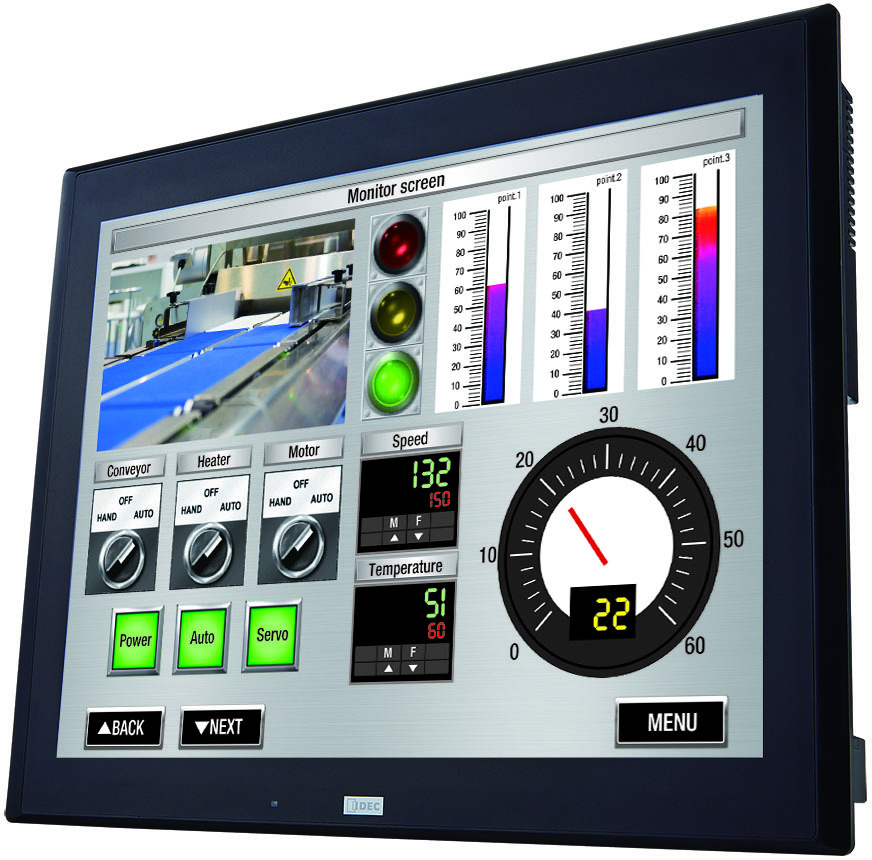 Monitor screen
point.1
100
90
80
70
60
50
40
30
20
10
0
point.2
100
90
80
70
60
50
40
30
20
10
0
point.3
100
90
80
70
60
50
40
30
20
10
0
Conveyor
OFF
HAND AUTO
Heater
OFF
HAND AUTO
Motor
OFF
HAND AUTO
Speed
132
150
M F
▲ ▼
Temperature
51
60
M F
▲ ▼
0
10
20
30
40
50
60
22
Power
Auto
Servo
▲BACK
▼NEXT
MENU
IDEC